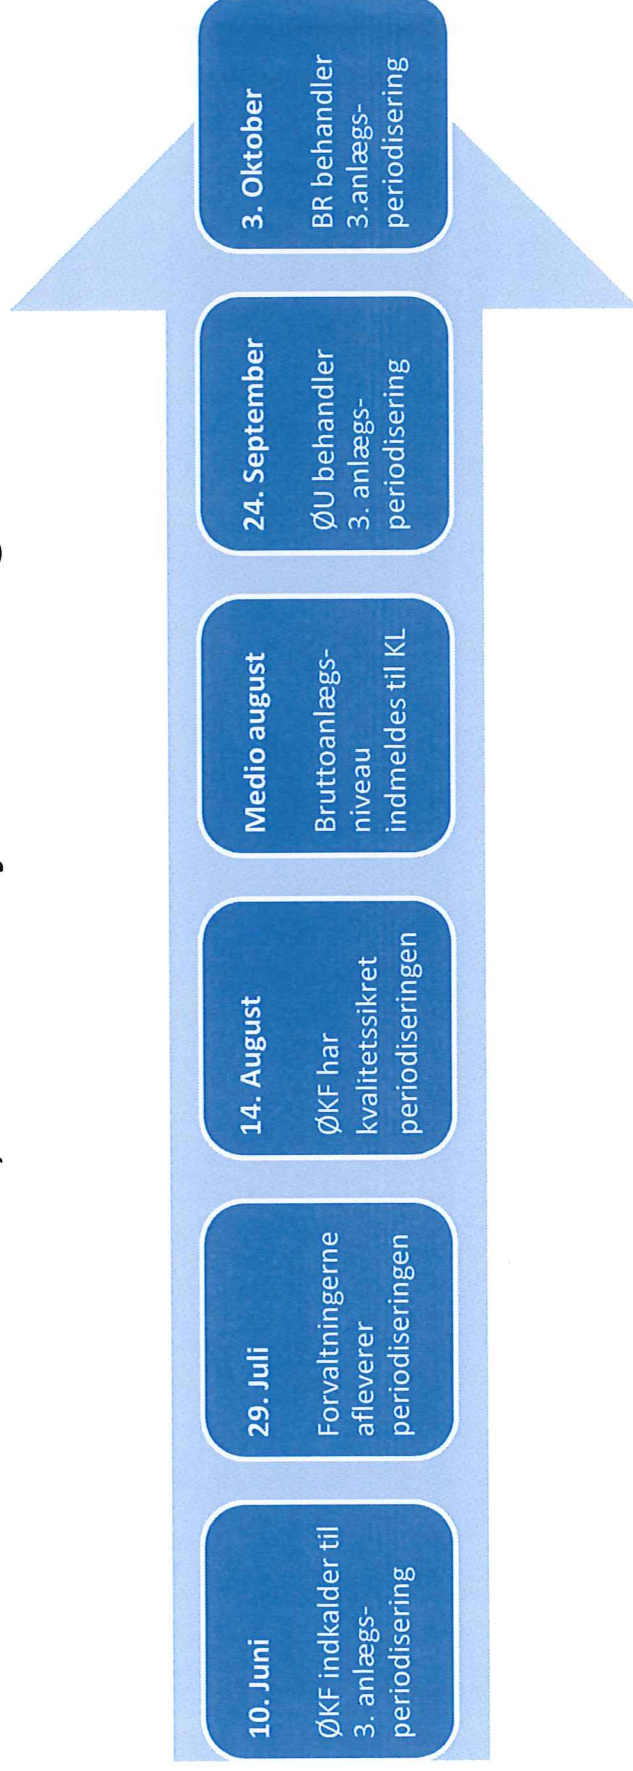 10. Juni
ØKF indkalder til
3. anlægs-
periodisering
29. Juli
Forvaltningerne
afleverer
periodiseringen
14. August
ØKF har
kvalitetssikret
periodiseringen
Medio august
Bruttoanlægs-
niveau
indmeldes til KL
24. September
ØU behandler
3. anlægs-
periodisering
3. Oktober
BR behandler
3.anlægs-
periodisering